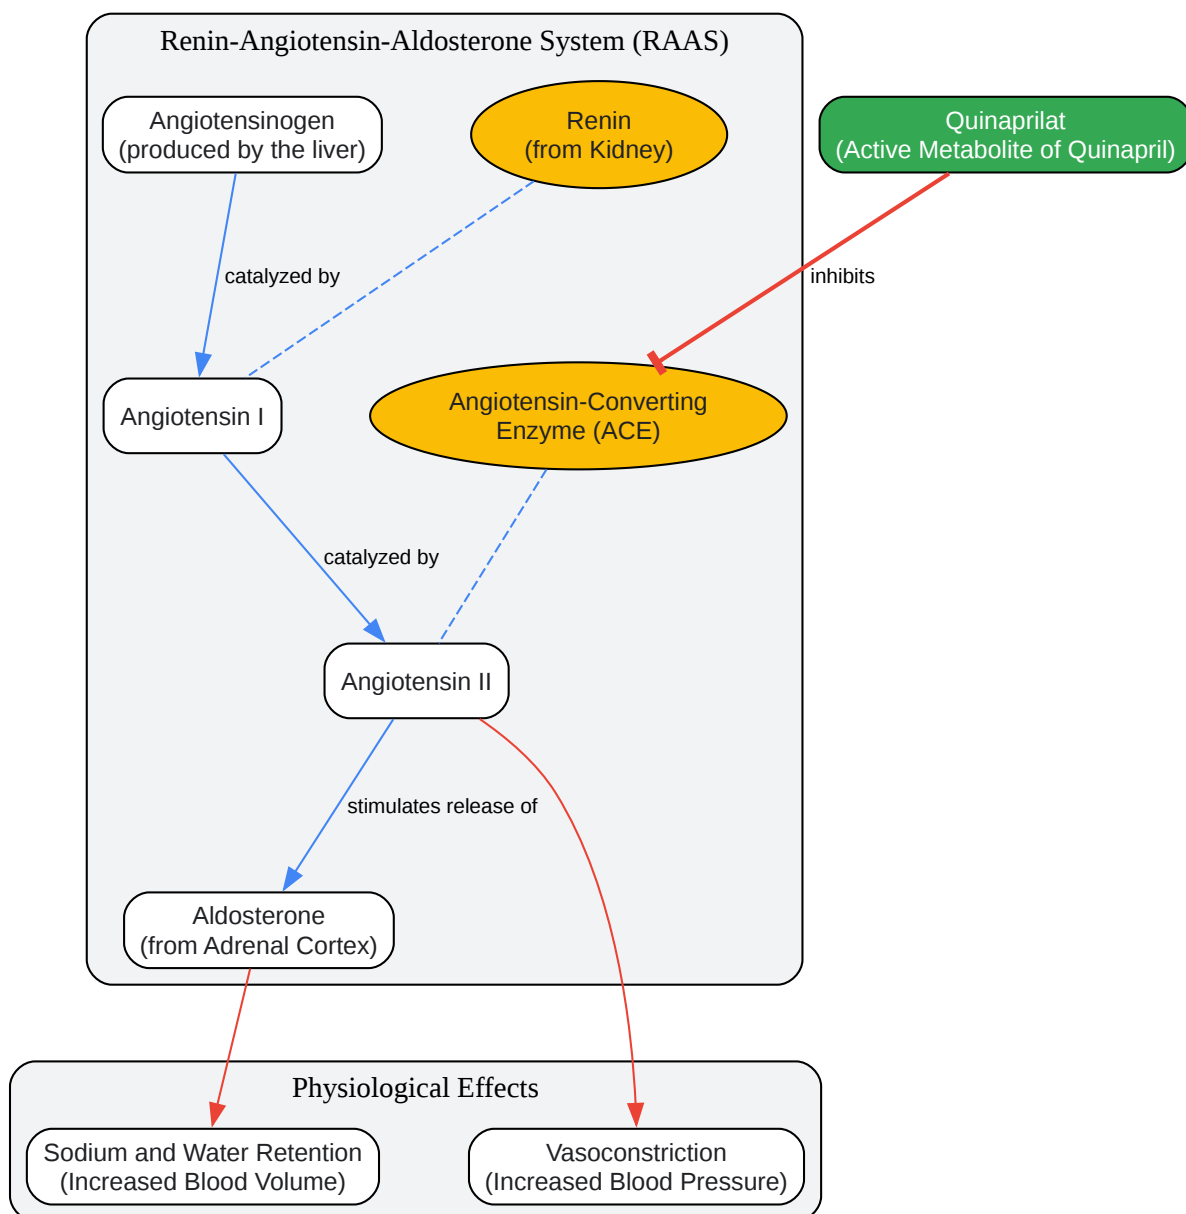 Renin-Angiotensin-Aldosterone System (RAAS)
Angiotensinogen
(produced by the liver)
Renin
(from Kidney)
Quinaprilat
(Active Metabolite of Quinapril)
catalyzed by
inhibits
Angiotensin I
Angiotensin-Converting
Enzyme (ACE)
catalyzed by
Angiotensin II
stimulates release of
Aldosterone
(from Adrenal Cortex)
Physiological Effects
Sodium and Water Retention
(Increased Blood Volume)
Vasoconstriction
(Increased Blood Pressure)